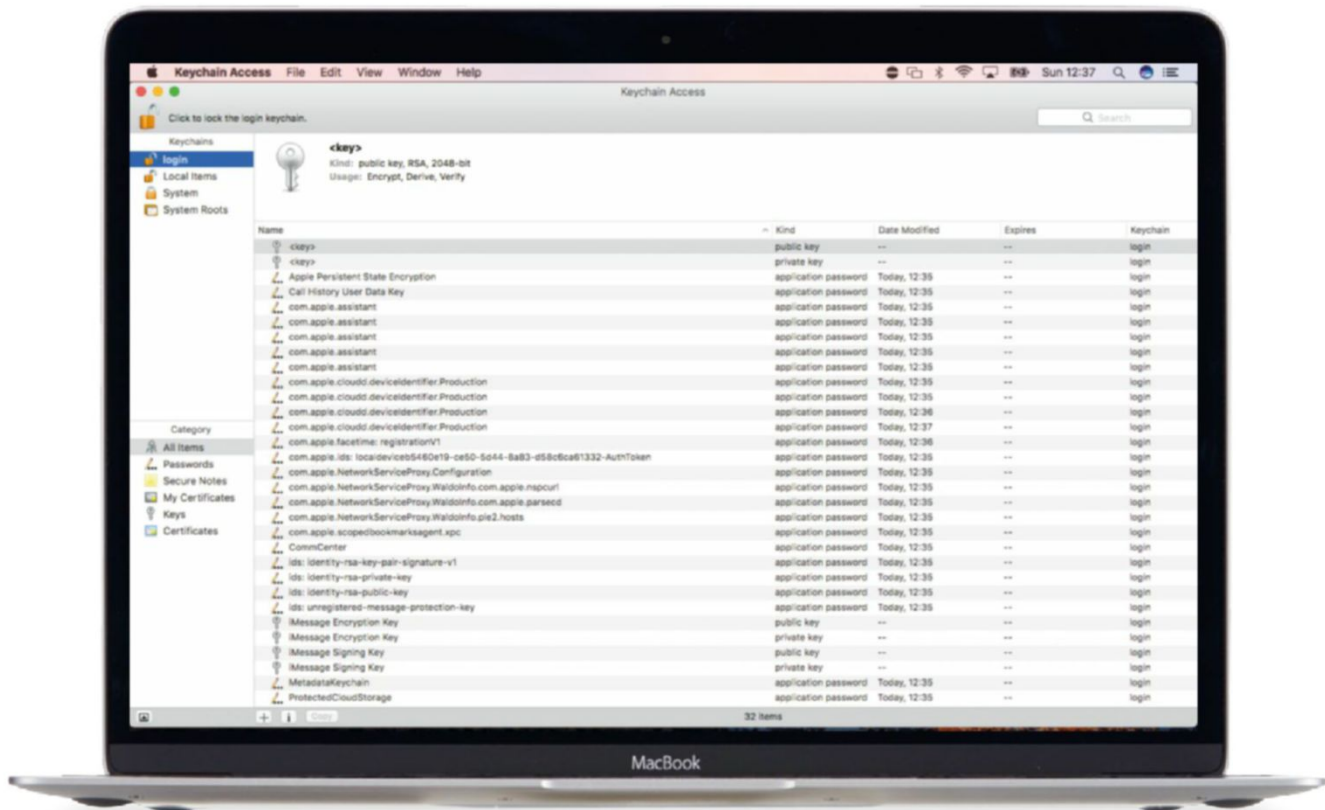 Keychain Access File Edit View Window Help Sun 12:37
Keychain Access
Click to lock the login keychain.
Search
Keychains
login
Local Items
System
System Roots
<key>
Kind: public key, RSA, 2048-bit
Usage: Encrypt, Derive, Verify
Name Kind Date Modified Expires Keychain
<key> public key -- -- login
<key> private key -- -- login
Apple Persistent State Encryption application password Today, 12:35 -- login
Call History User Data Key application password Today, 12:35 -- login
com.apple.assistant application password Today, 12:35 -- login
com.apple.assistant application password Today, 12:35 -- login
com.apple.assistant application password Today, 12:35 -- login
com.apple.assistant application password Today, 12:35 -- login
com.apple.assistant application password Today, 12:35 -- login
com.apple.cloudd.deviceIdentifier.Production application password Today, 12:35 -- login
com.apple.cloudd.deviceIdentifier.Production application password Today, 12:35 -- login
com.apple.cloudd.deviceIdentifier.Production application password Today, 12:36 -- login
com.apple.cloudd.deviceIdentifier.Production application password Today, 12:37 -- login
com.apple.facetime: registrationV1 application password Today, 12:36 -- login
com.apple.ids: localdevice application password Today, 12:35 -- login
com.apple.NetworkServiceProxy.Configuration application password Today, 12:35 -- login
com.apple.NetworkServiceProxy.WaldoInfo.com.apple.nspcurl application password Today, 12:35 -- login
com.apple.NetworkServiceProxy.WaldoInfo.com.apple.parsecd application password Today, 12:35 -- login
com.apple.NetworkServiceProxy.WaldoInfo.pie2.hosts application password Today, 12:35 -- login
com.apple.scopedbookmarksagent.xpc application password Today, 12:35 -- login
CommCenter application password Today, 12:35 -- login
ids: identity-rsa-key-pair-signature-v1 application password Today, 12:35 -- login
ids: identity-rsa-private-key application password Today, 12:35 -- login
ids: identity-rsa-public-key application password Today, 12:35 -- login
ids: unregistered-message-protection-key application password Today, 12:35 -- login
iMessage Encryption Key public key -- -- login
iMessage Encryption Key private key -- -- login
iMessage Signing Key public key -- -- login
iMessage Signing Key private key -- -- login
MetadataKeychain application password Today, 12:35 -- login
ProtectedCloudStorage application password Today, 12:35 -- login
Category
All Items
Passwords
Secure Notes
My Certificates
Keys
Certificates
Copy
32 items
MacBook